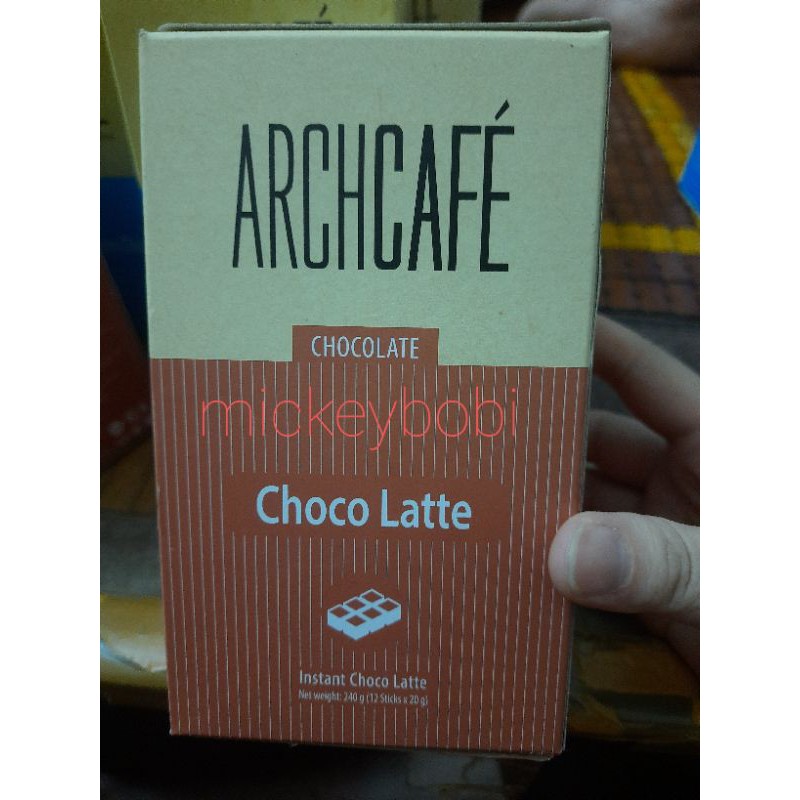 ARCHCAFÉ
CHOCOLATE
mickeybobi
Choco Latte
Instant Choco Latte
Net weight: 240 g (12 Sticks x 20 g)